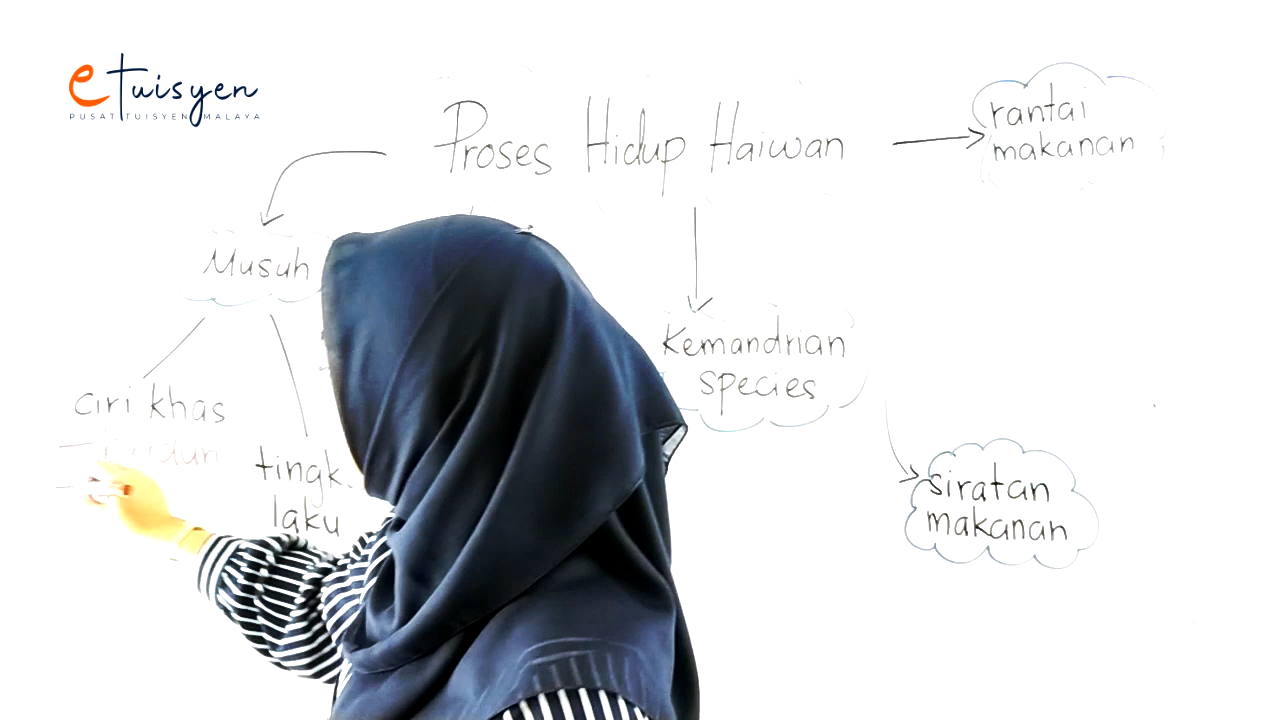 eTuisyen
PUSAT TUISYEN MALAYA
Proses Hidup Haiwan
rantai
makanan
Musuh
Kemandrian
species
ciri khas
tingk
laku
siratan
makanan